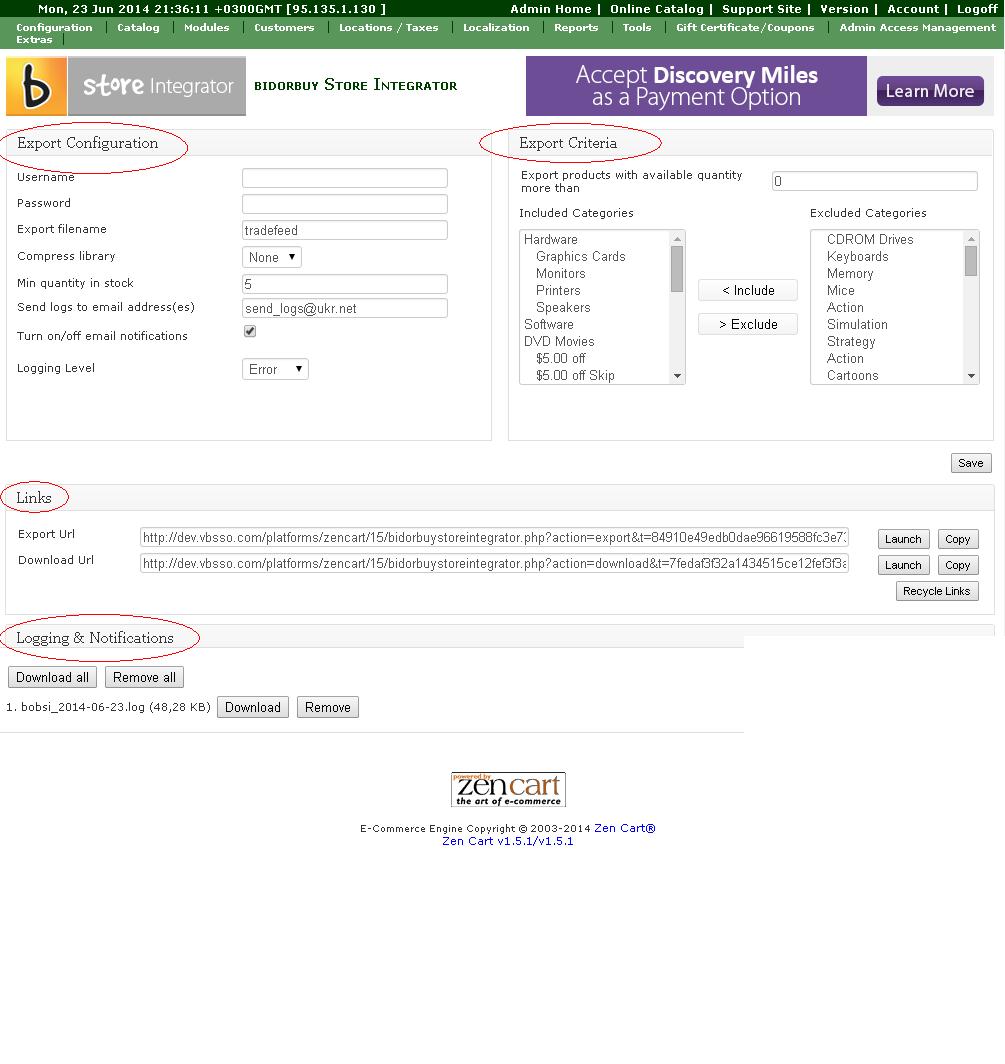 Mon, 23 Jun 2014 21:36:11 +0300GMT [95.135.1.130 ]
Admin Home | Online Catalog | Support Site | Version | Account | Logoff
Configuration | Catalog | Modules | Customers | Locations / Taxes | Localization | Reports | Tools | Gift Certificate/Coupons | Admin Access Management
Extras |
b store Integrator
bidorbuy Store Integrator
Accept Discovery Miles
as a Payment Option
Learn More
Export Configuration
Username
Password
Export filename tradefeed
Compress library None
Min quantity in stock 5
Send logs to email address(es) send_logs@ukr.net
Turn on/off email notifications
Logging Level Error
Export Criteria
Export products with available quantity
more than 0
Included Categories
Hardware
Graphics Cards
Monitors
Printers
Speakers
Software
DVD Movies
$5.00 off
$5.00 off Skip
< Include
> Exclude
Excluded Categories
CDROM Drives
Keyboards
Memory
Mice
Action
Simulation
Strategy
Action
Cartoons
Save
Links
Export Url http://dev.vbsso.com/platforms/zencart/15/bidorbuystoreintegrator.php?action=export&t=84910e49edb0dae96619588fc3e7 Launch Copy
Download Url http://dev.vbsso.com/platforms/zencart/15/bidorbuystoreintegrator.php?action=download&t=7fedaf3f32a1434515ce12fef3f3a Launch Copy
Recycle Links
Logging & Notifications
Download all Remove all
1. bobsi_2014-06-23.log (48,28 KB) Download Remove
powered by
zen cart
the art of e-commerce
E-Commerce Engine Copyright © 2003-2014 Zen Cart®
Zen Cart v1.5.1/v1.5.1